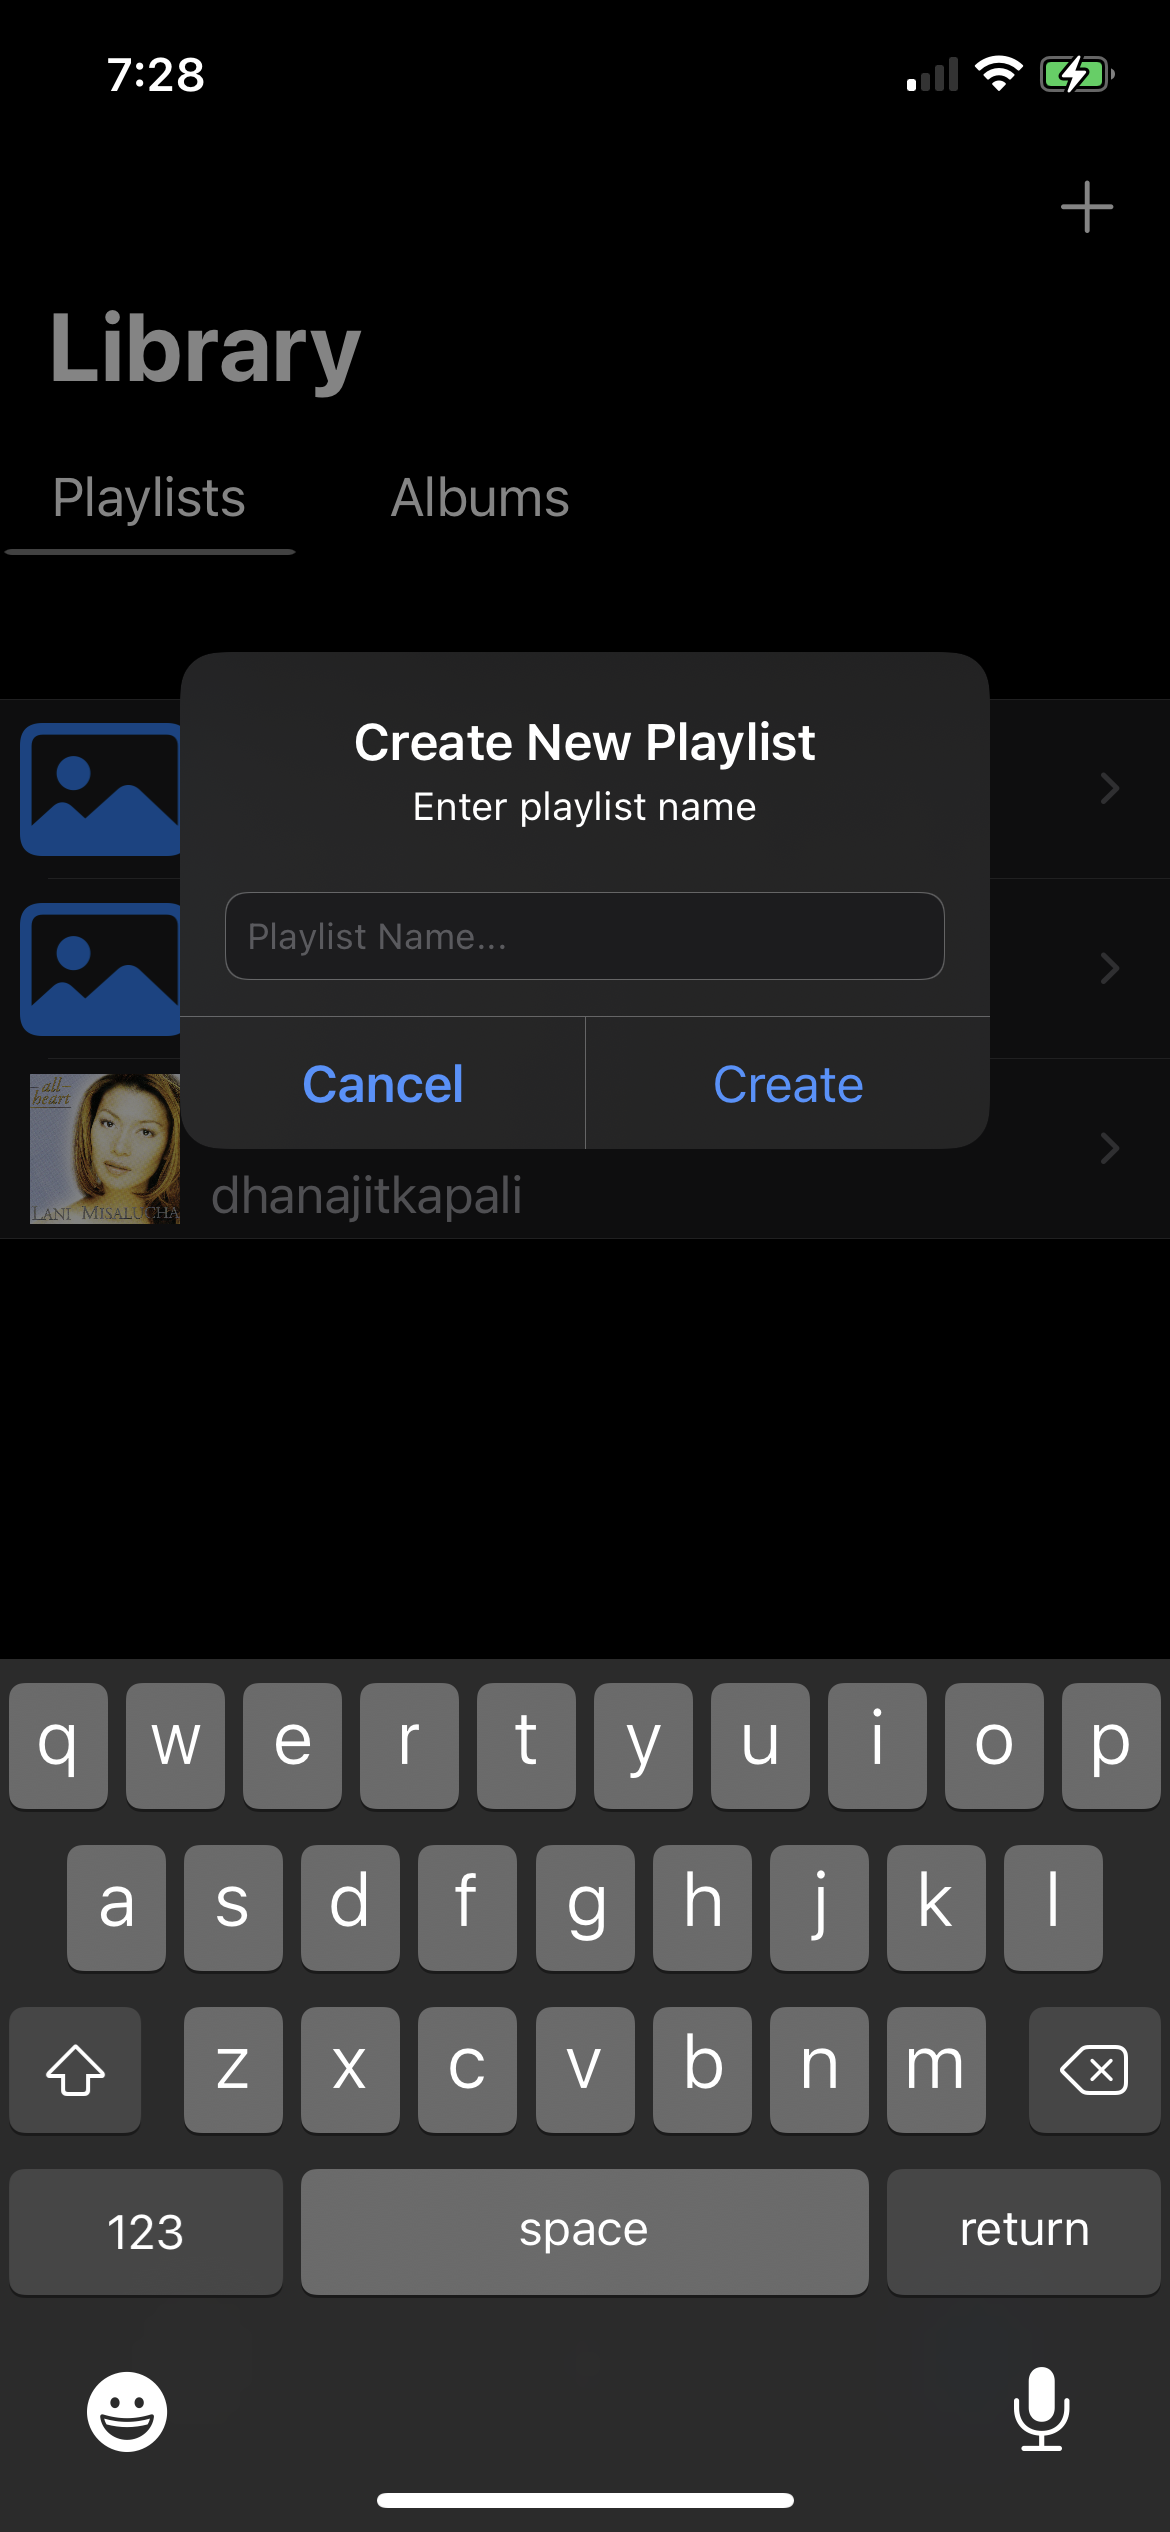 7:28
Library
Playlists
Albums
Create New Playlist
Enter playlist name
Playlist Name...
Cancel
Create
all
heart
LANI MISALUCHA
dhanajitkapali
q w e r t y u i o p
a s d f g h j k l
z x c v b n m
123
space
return